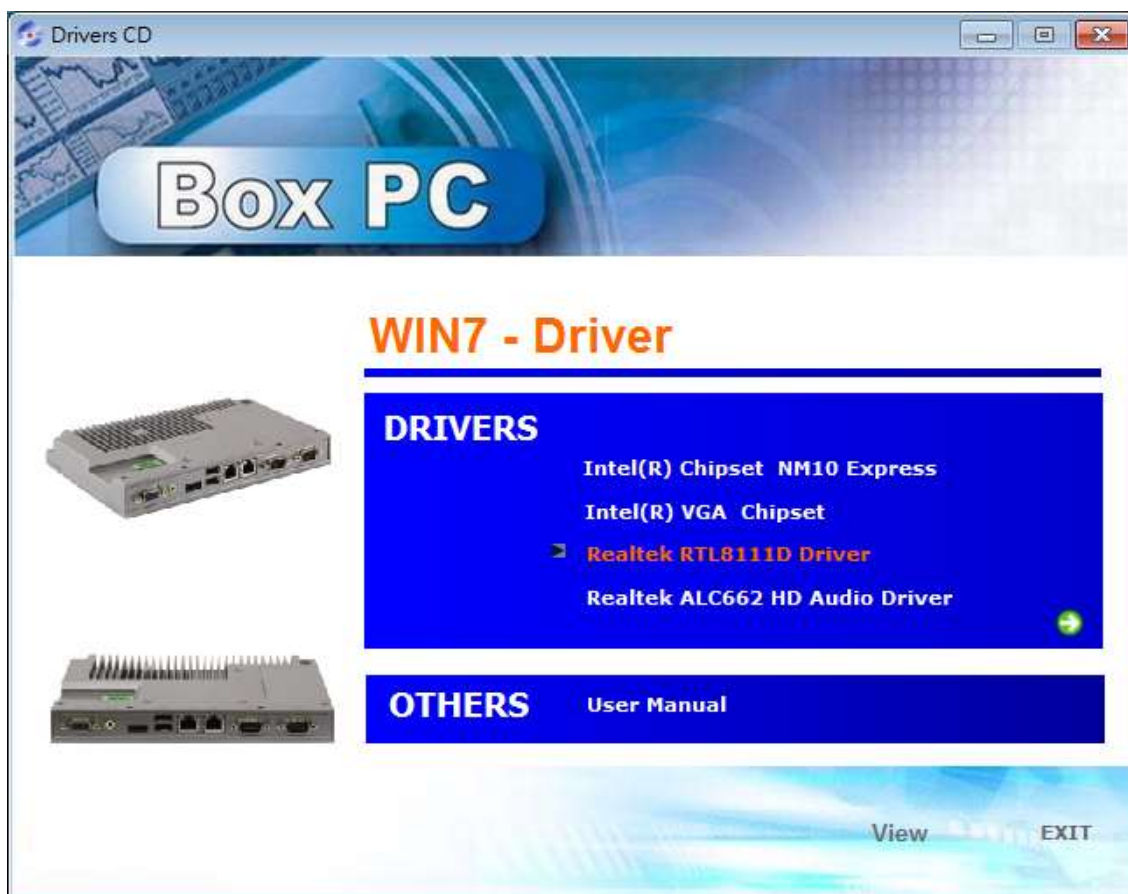 Drivers CD
Box PC
WIN7 - Driver
DRIVERS
Intel(R) Chipset NM10 Express
Intel(R) VGA Chipset
Realtek RTL8111D Driver
Realtek ALC662 HD Audio Driver
OTHERS
User Manual
View
EXIT